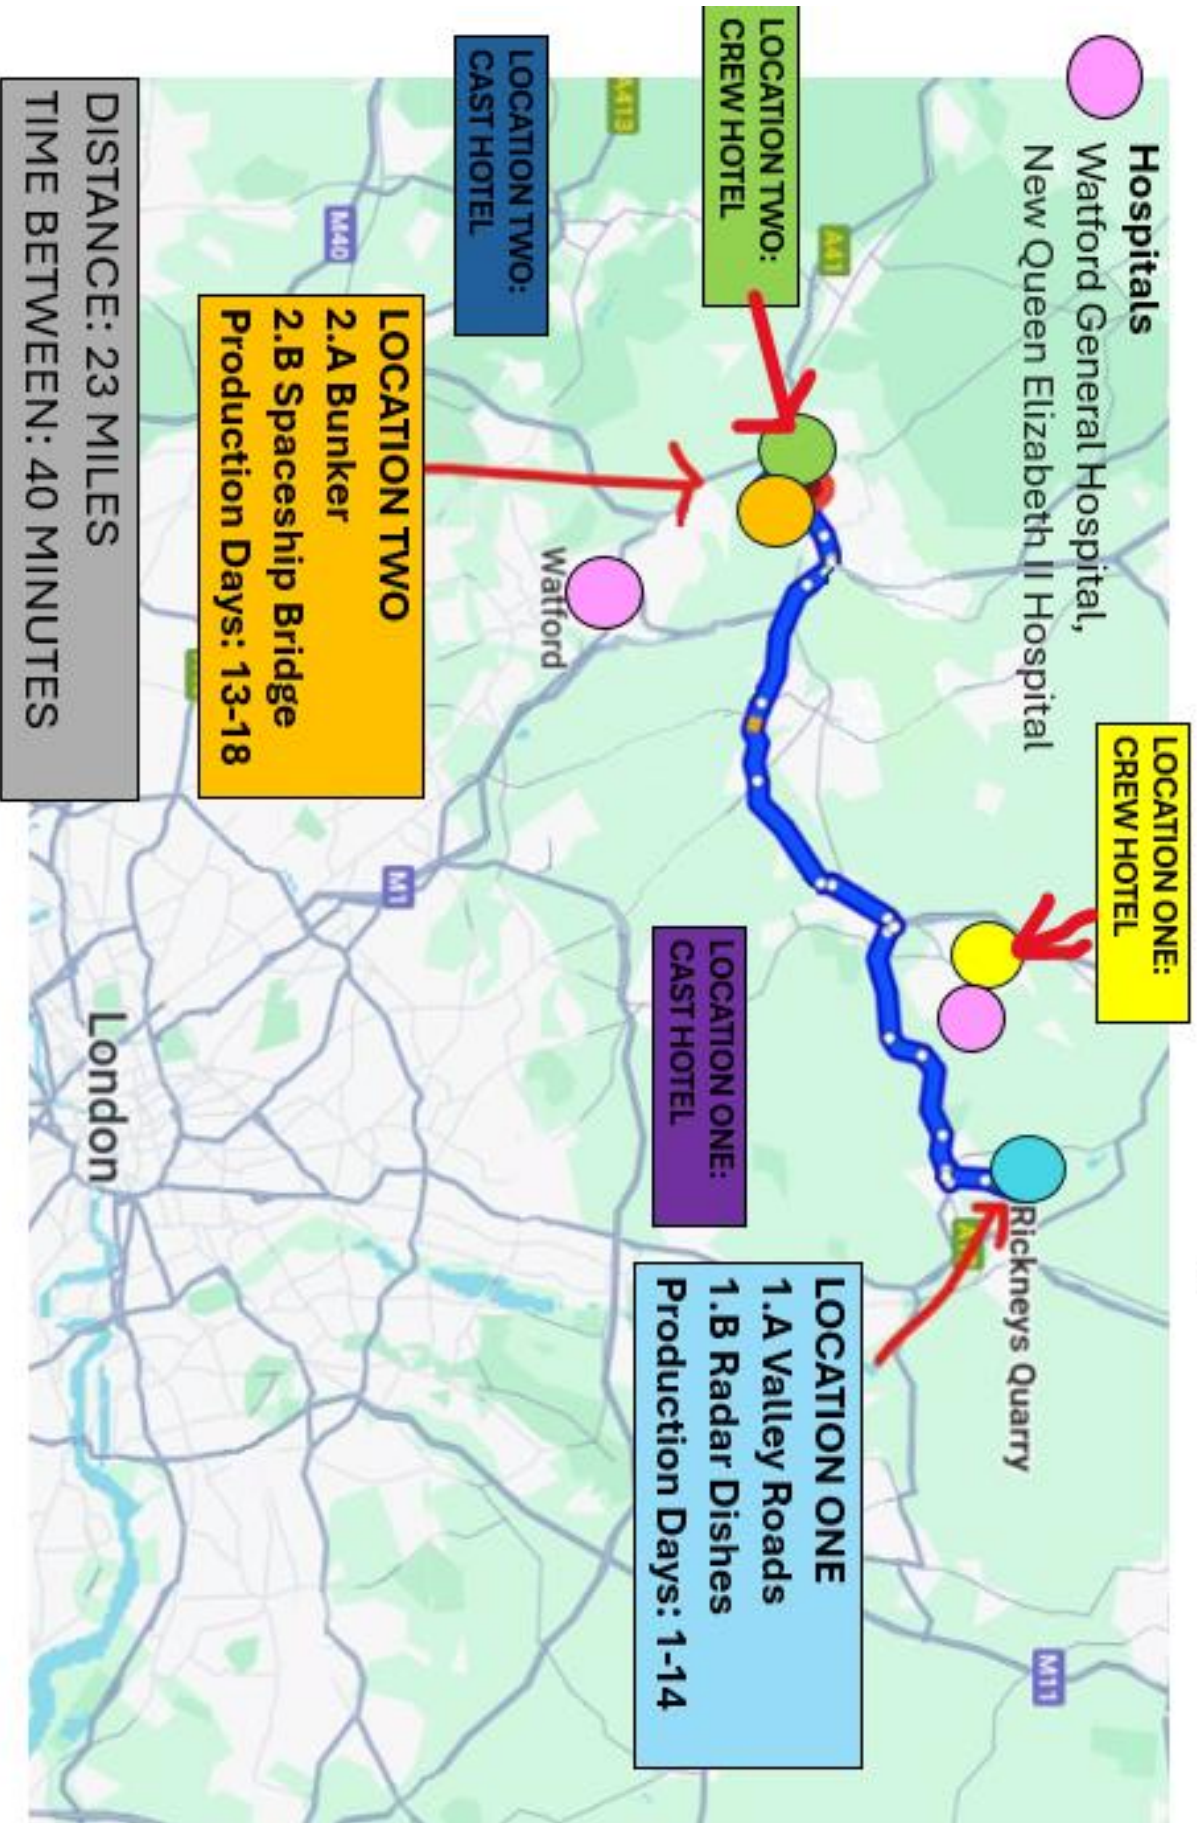 Hospitals
Watford General Hospital,
New Queen Elizabeth II Hospital
LOCATION ONE:
CREW HOTEL
LOCATION TWO:
CREW HOTEL
A413
A41
LOCATION TWO:
CAST HOTEL
M40
LOCATION TWO
2.A Bunker
2.B Spaceship Bridge
Production Days: 13-18
Watford
M1
LOCATION ONE:
CAST HOTEL
Rickneys Quarry
LOCATION ONE
1.A Valley Roads
1.B Radar Dishes
Production Days: 1-14
M11
London
DISTANCE: 23 MILES
TIME BETWEEN: 40 MINUTES